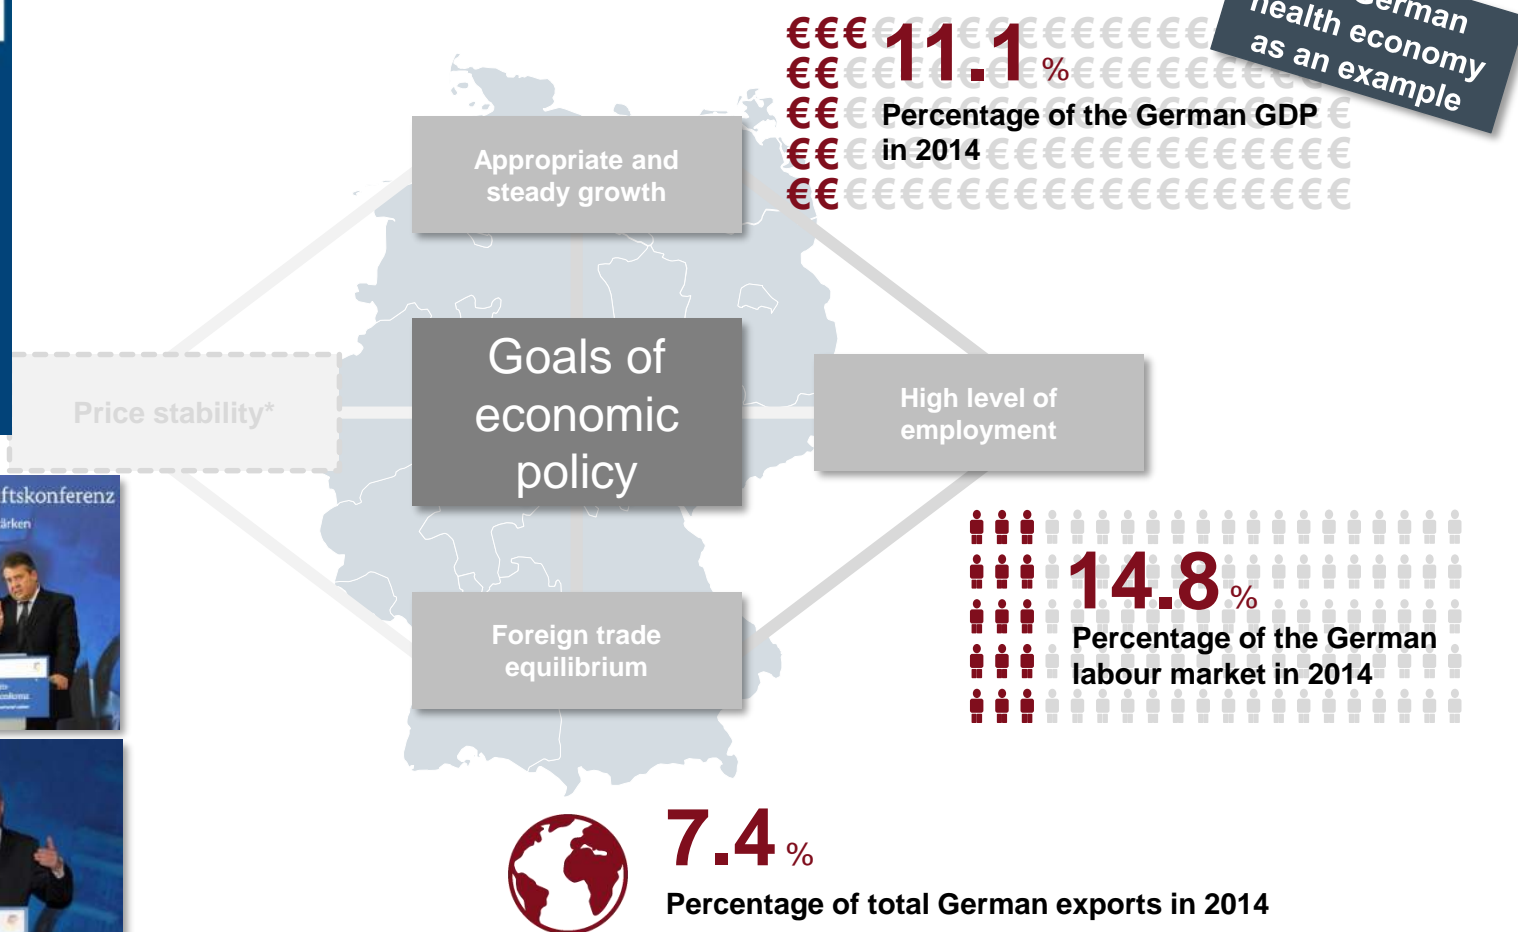 German
health economy
as an example
11.1 %
Percentage of the German GDP
in 2014
Appropriate and
steady growth
Goals of
economic
policy
Price stability*
High level of
employment
Foreign trade
equilibrium
ftskonferenz
ärken
14.8 %
Percentage of the German
labour market in 2014
7.4 %
Percentage of total German exports in 2014